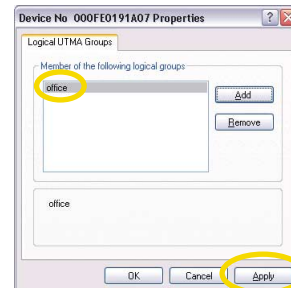 Device No 000FE0191A07 Properties
Logical UTMA Groups
Member of the following logical groups
office
Add
Remove
office
OK
Cancel
Apply